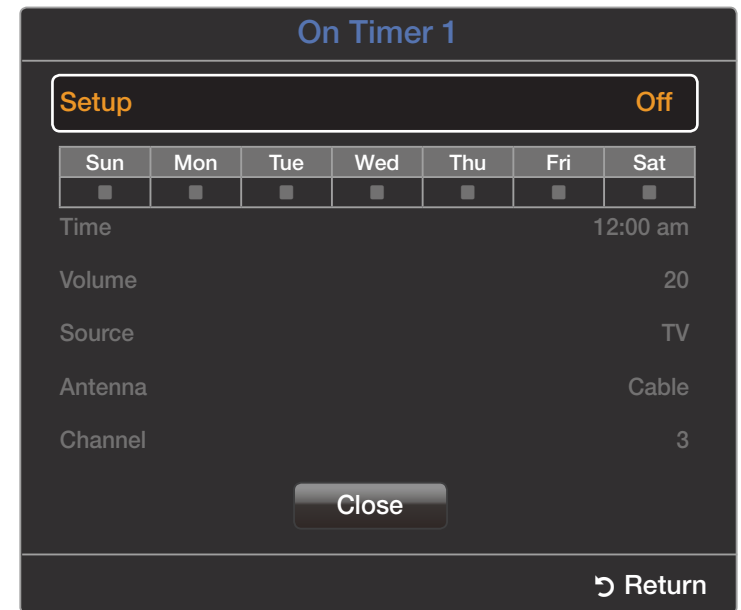 On Timer 1
Setup Off
Sun Mon Tue Wed Thu Fri Sat
Time 12:00 am
Volume 20
Source TV
Antenna Cable
Channel 3
Close
Return